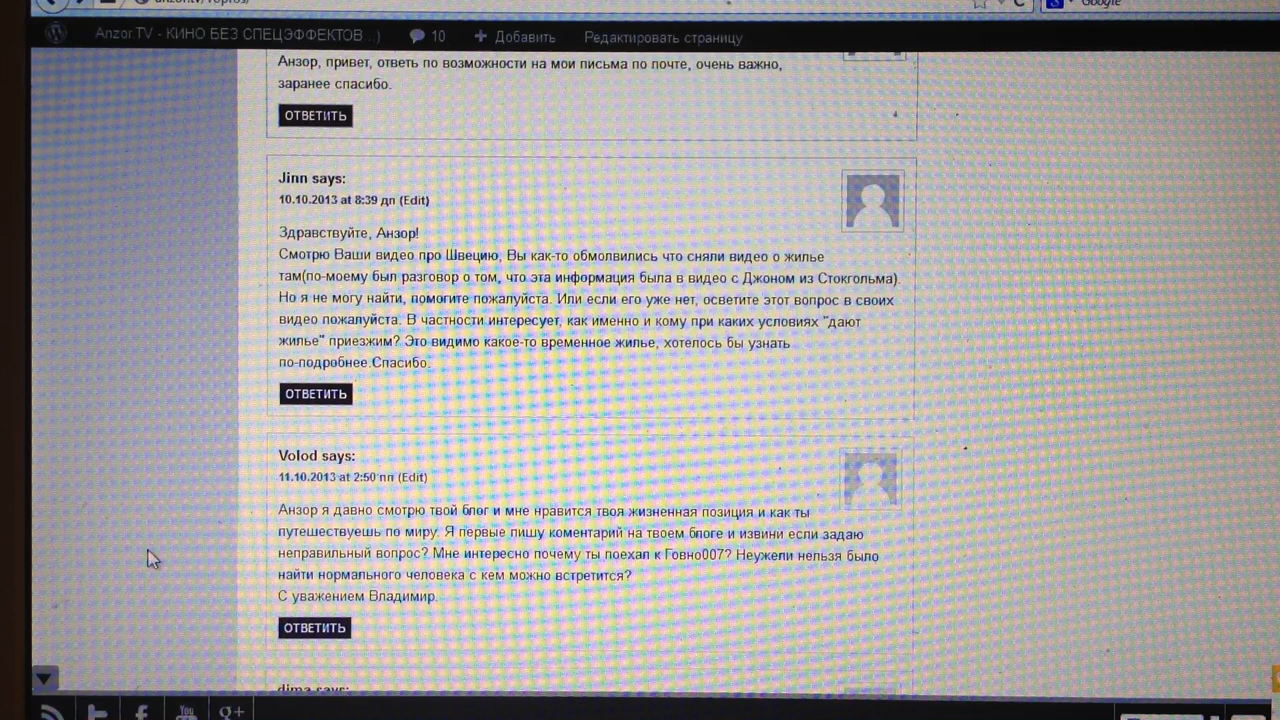 Google
Anzor TV - КИНО БЕЗ СПЕЦЭФФЕКТОВ...)
10
Добавить
Редактировать страницу
Анзор, привет, ответь по возможности на мои письма по почте, очень важно,
заранее спасибо.
ОТВЕТИТЬ
Jinn says:
10.10.2013 at 8:39 дп (Edit)
Здравствуйте, Анзор!
Смотрю Ваши видео про Швецию, Вы как-то обмолвились что сняли видео о жилье
там(по-моему был разговор о том, что эта информация была в видео с Джоном из Стокгольма).
Но я не могу найти, помогите пожалуйста. Или если его уже нет, осветите этот вопрос в своих
видео пожалуйста. В частности интересует, как именно и кому при каких условиях "дают
жилье" приезжим? Это видимо какое-то временное жилье, хотелось бы узнать
по-подробнее.Спасибо.
ОТВЕТИТЬ
Volod says:
11.10.2013 at 2:50 пп (Edit)
Анзор я давно смотрю твой блог и мне нравится твоя жизненная позиция и как ты
путешествуешь по миру. Я первые пишу коментарий на твоем блоге и извини если задаю
неправильный вопрос? Мне интересно почему ты поехал к Говно007? Неужели нельзя было
найти нормального человека с кем можно встретится?
С уважением Владимир.
ОТВЕТИТЬ
dima says:
You
g+